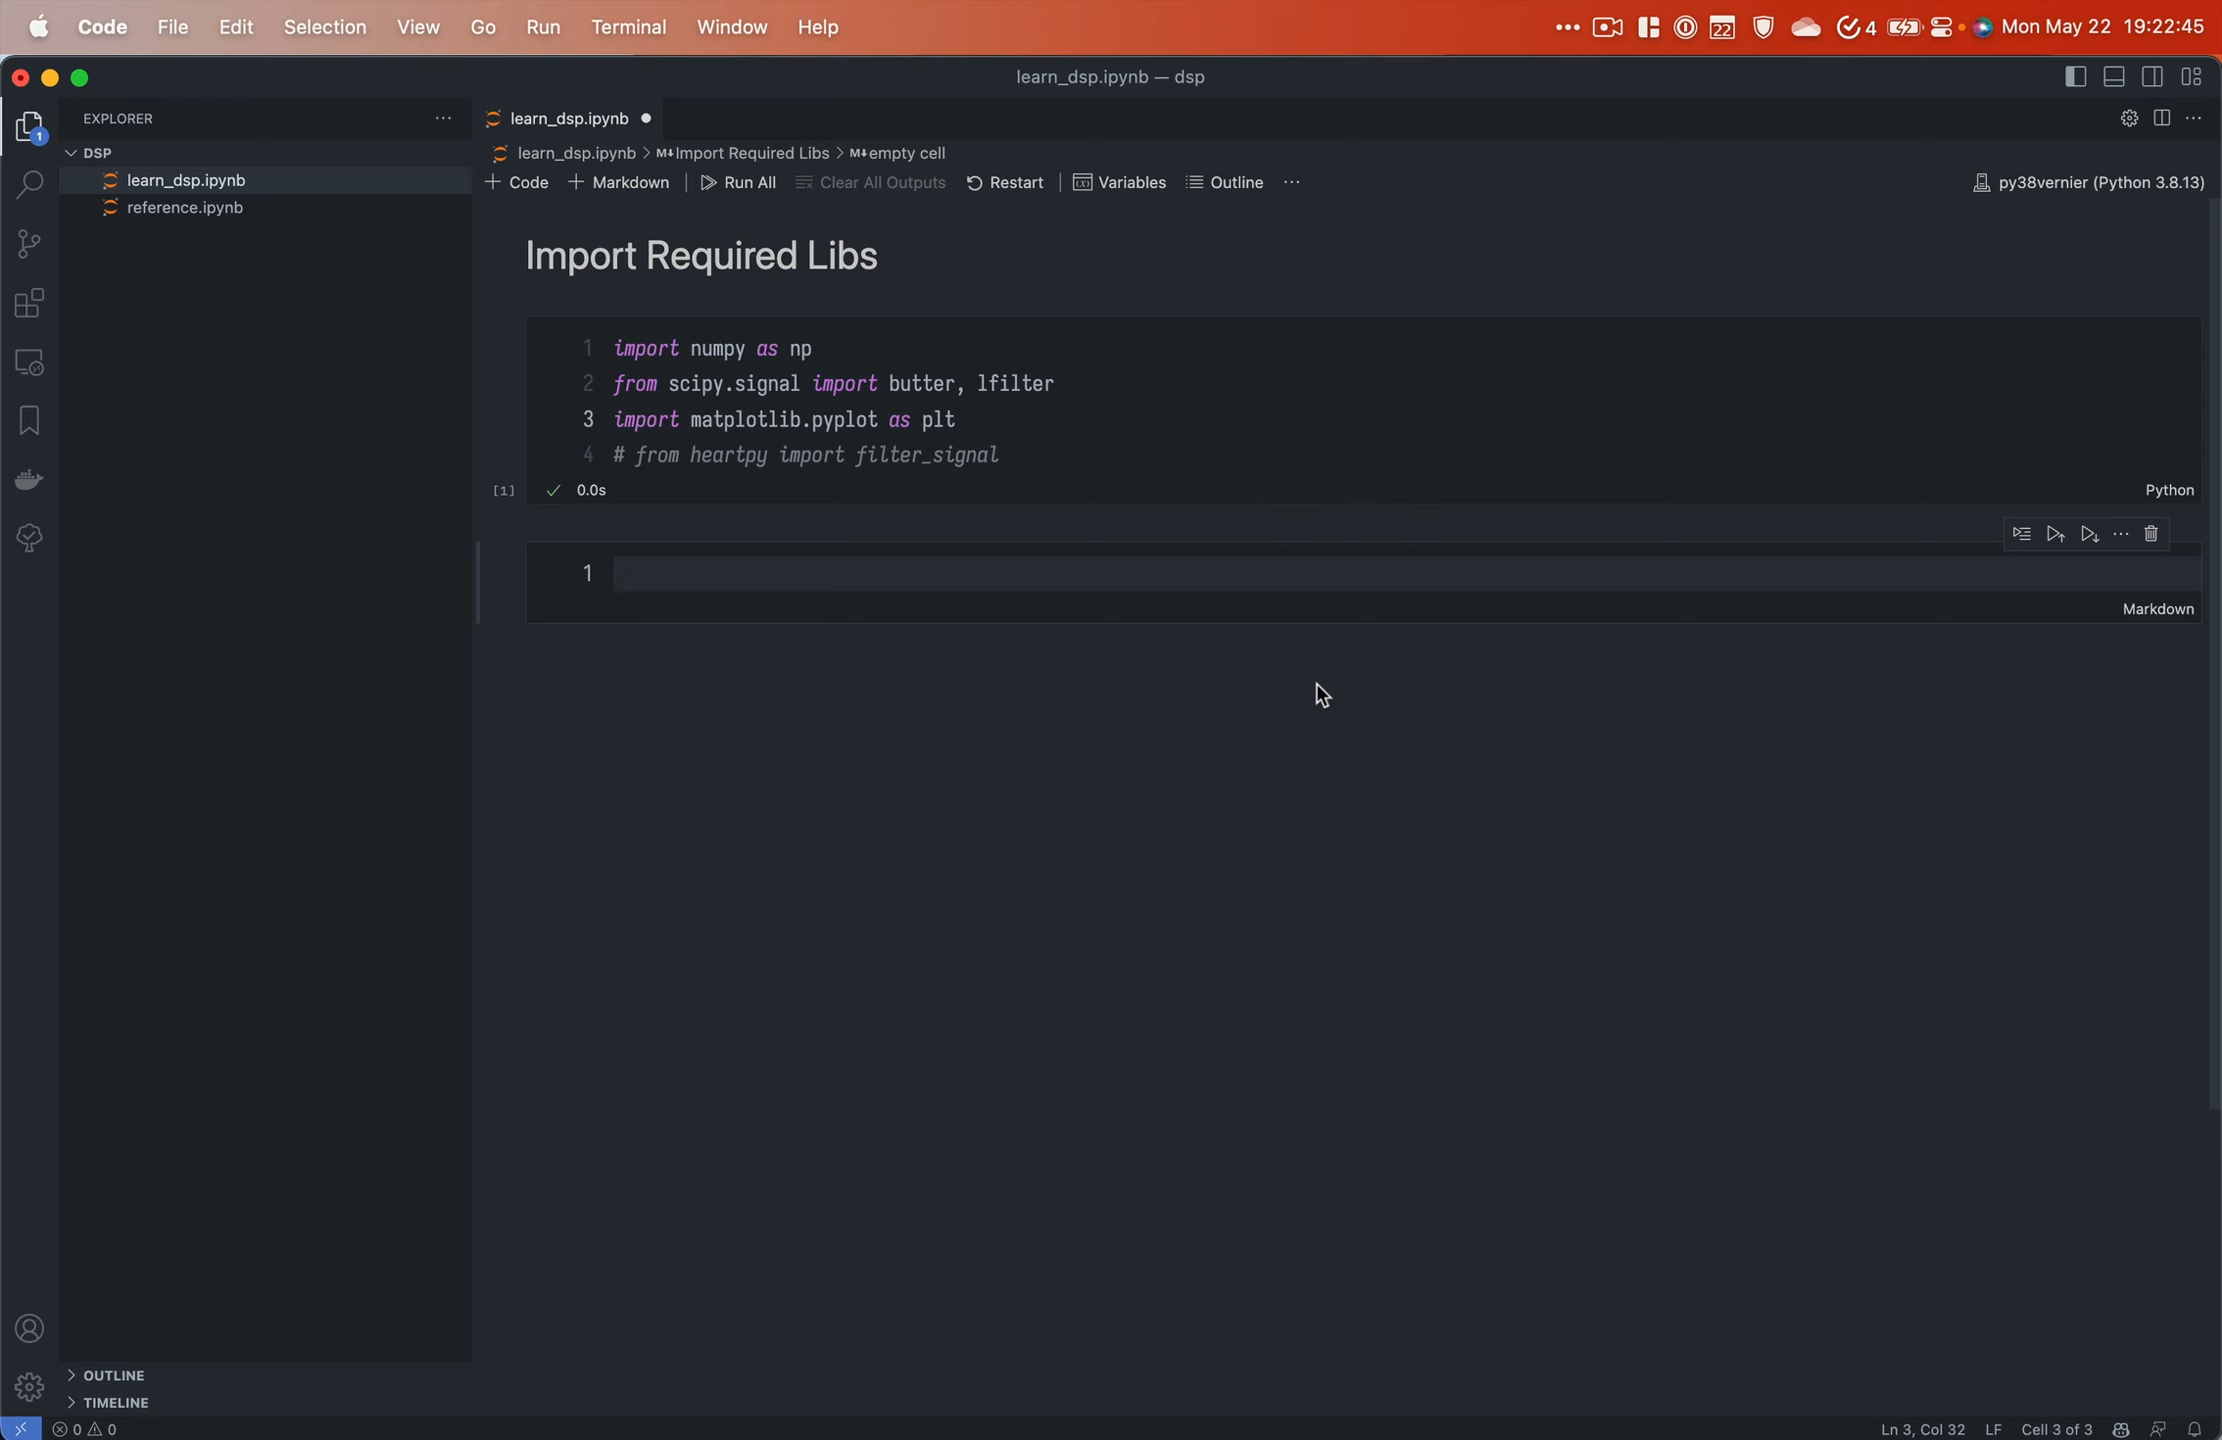 Code File Edit Selection View Go Run Terminal Window Help 22 4 Mon May 22 19:22:45
learn_dsp.ipynb — dsp
EXPLORER
1
DSP
learn_dsp.ipynb
reference.ipynb
learn_dsp.ipynb
learn_dsp.ipynb > M↓Import Required Libs > M↓empty cell
+ Code + Markdown Run All Clear All Outputs Restart Variables Outline ... py38vernier (Python 3.8.13)
Import Required Libs
1 import numpy as np
2 from scipy.signal import butter, lfilter
3 import matplotlib.pyplot as plt
4 # from heartpy import filter_signal
[1] ✓ 0.0s Python
1
Markdown
OUTLINE
TIMELINE
0 0 Ln 3, Col 32 LF Cell 3 of 3